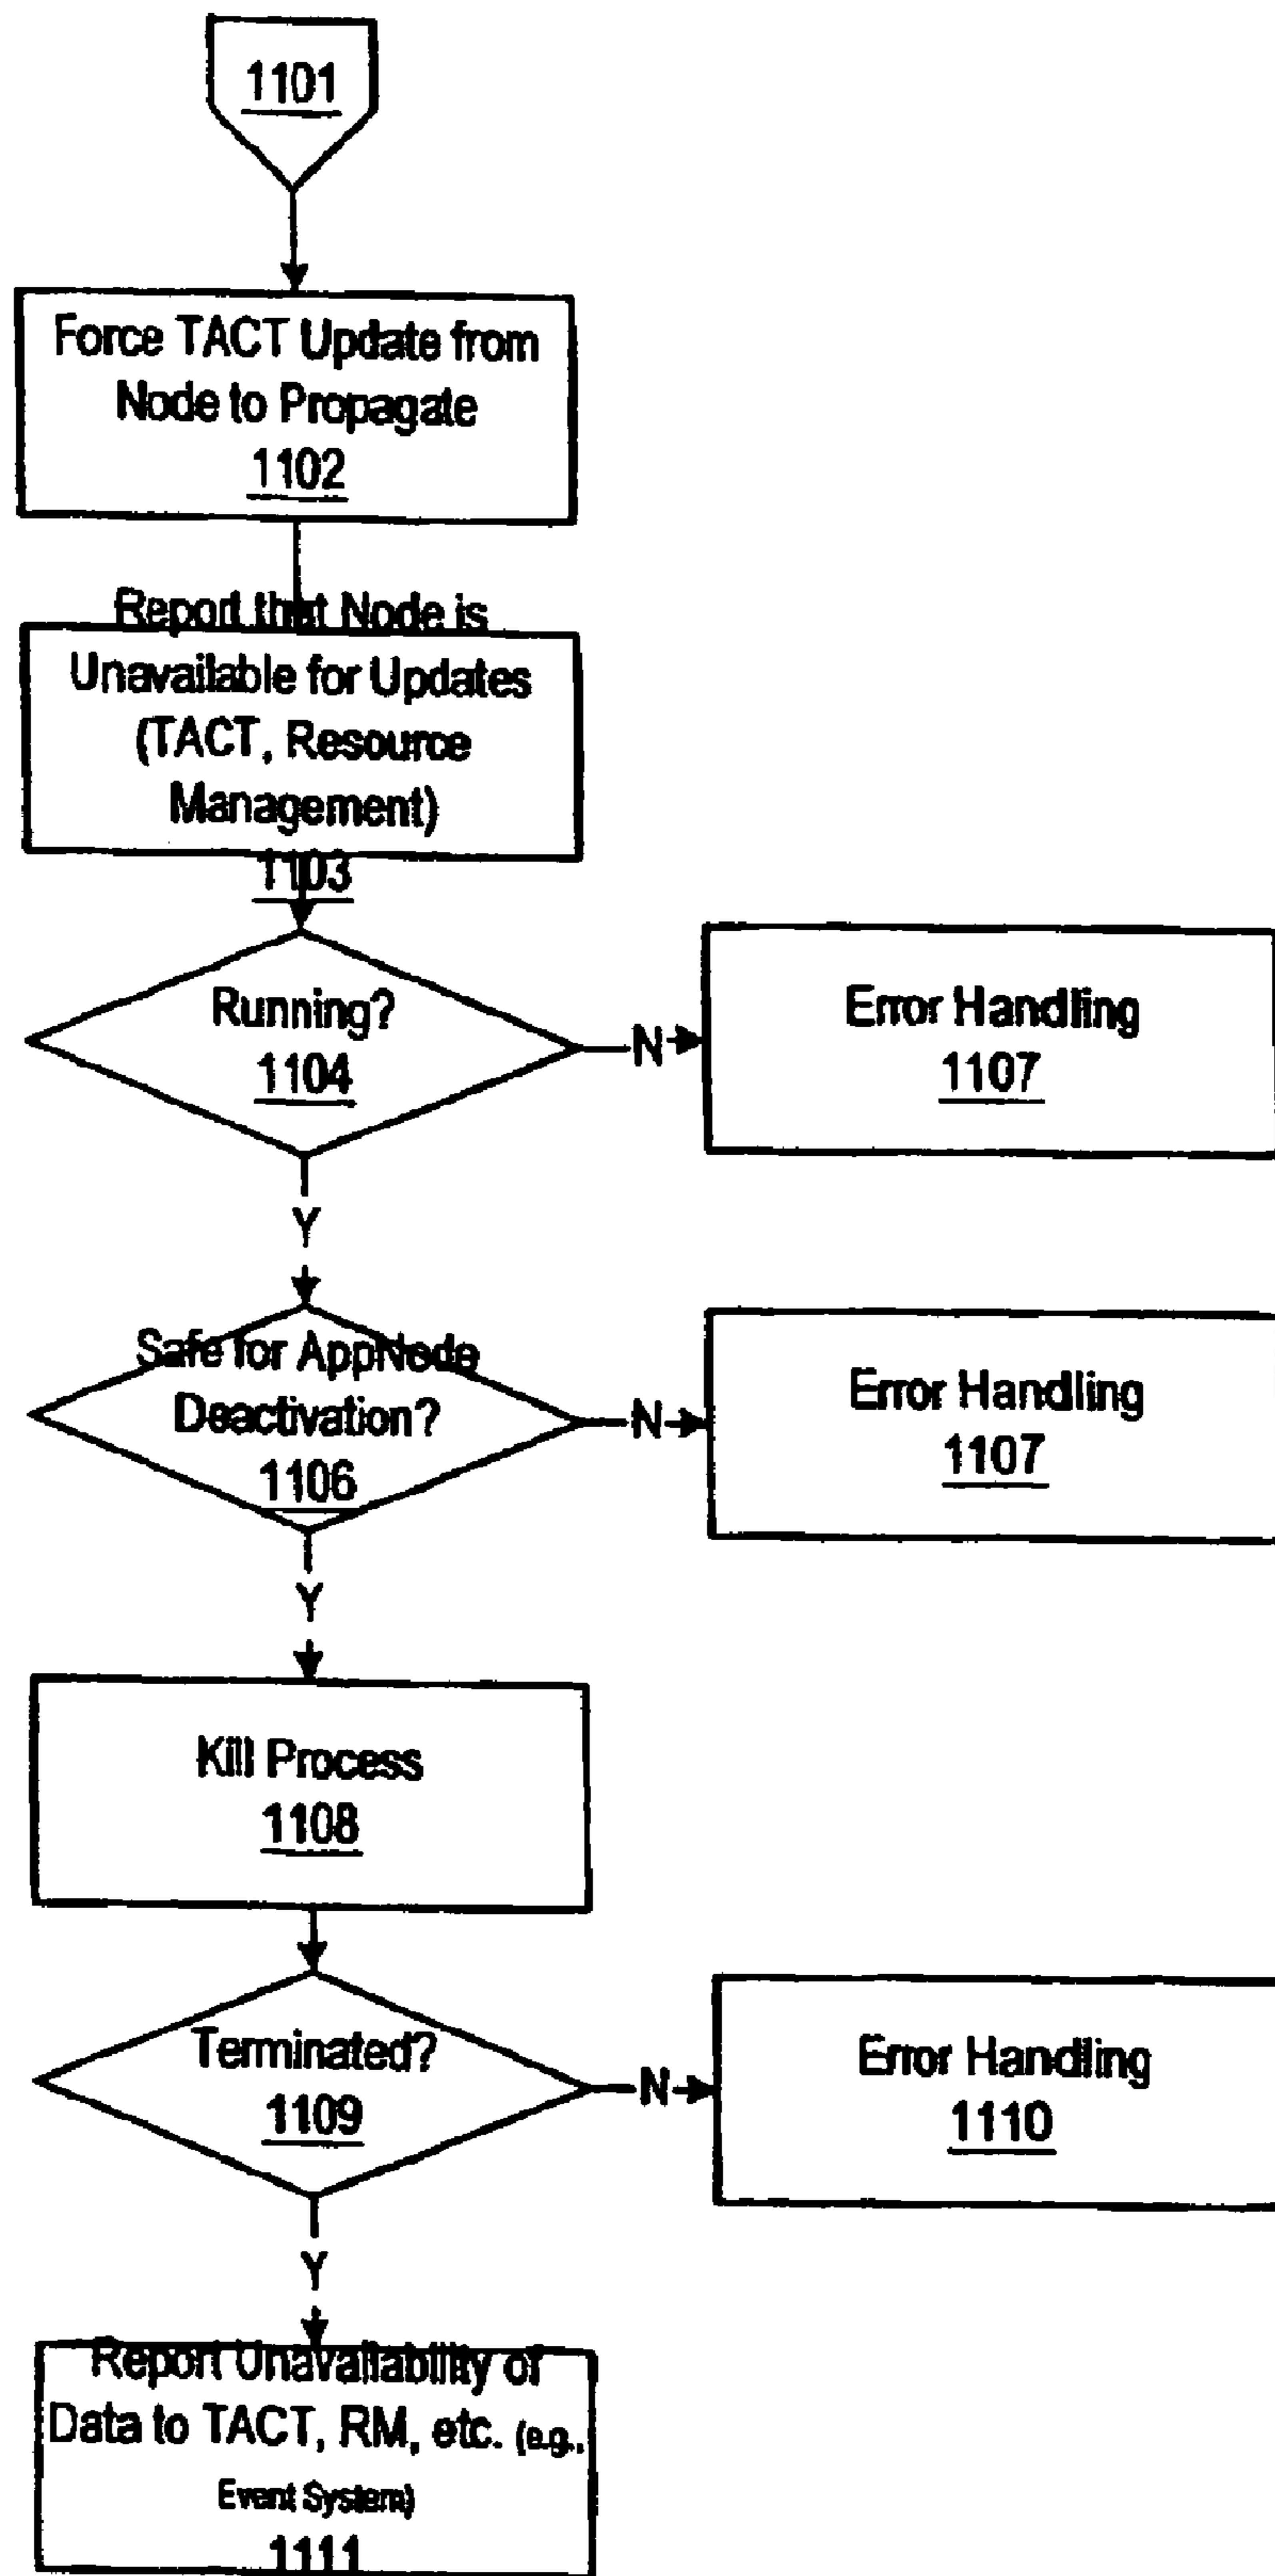 1101
Force TACT Update from
Node to Propagate
1102
Report that Node is
Unavailable for Updates
(TACT, Resource
Management)
1103
Running?
1104
N
Error Handling
1107
Y
Safe for AppNode
Deactivation?
1106
N
Error Handling
1107
Y
Kill Process
1108
Terminated?
1109
N
Error Handling
1110
Y
Report Unavailability of
Data to TACT, RM, etc. (e.g.,
Event System)
1111